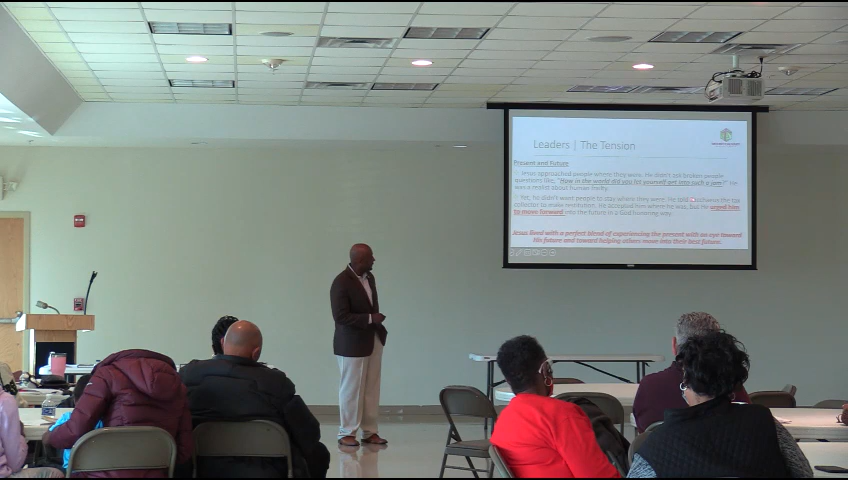 Leaders | The Tension
Present and Future
Jesus approached people where they were. He didn't ask broken people
questions like, "How in the world did you let yourself get into such a jam?" He
was a realist about human frailty.
Yet, he didn't want people to stay where they were. He told Zacchaeus the tax
collector to make restitution. He accepted him where he was, but He urged him
to move forward into the future in a God honoring way.
Jesus lived with a perfect blend of experiencing the present with an eye toward
His future and toward helping others move into their best future.